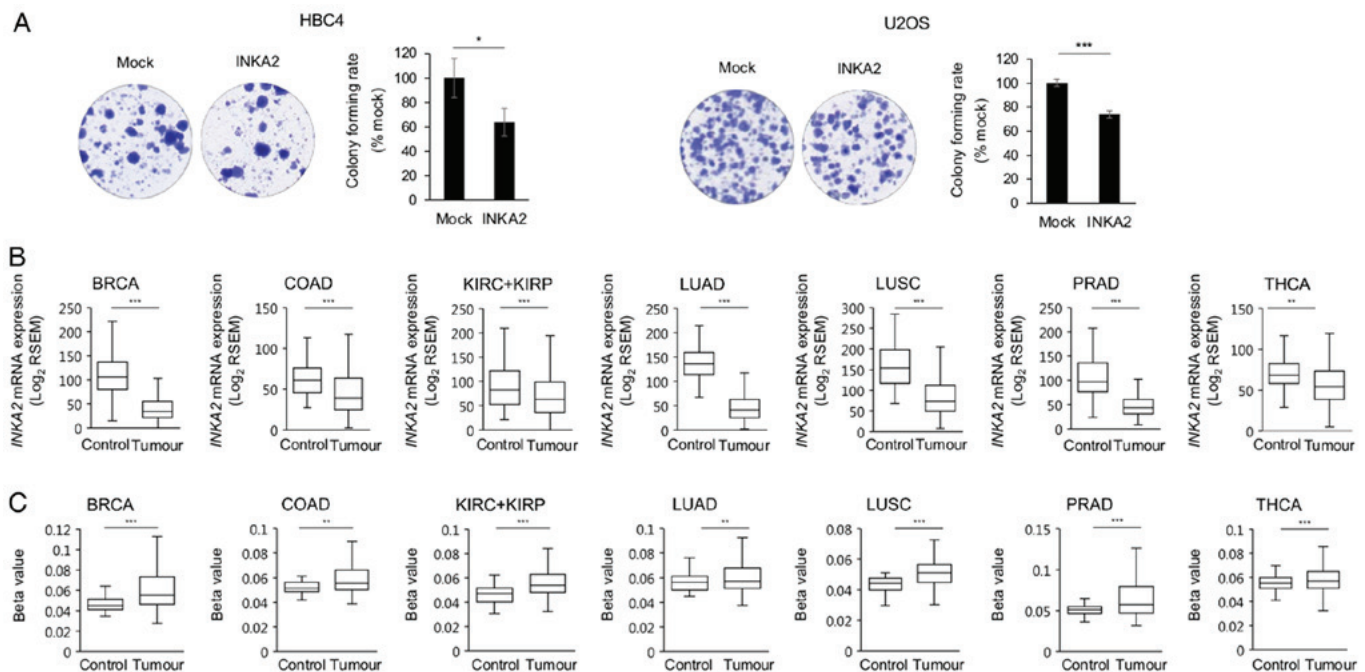 A
HBC4
Mock
INKA2
Colony forming rate
(% mock)
120
100
80
60
40
20
0
*
Mock INKA2
U2OS
Mock
INKA2
Colony forming rate
(% mock)
120
100
80
60
40
20
0
***
Mock INKA2
B
BRCA
INKA2 mRNA expression
(Log2 RSEM)
250
200
150
100
50
0
***
Control Tumour
COAD
INKA2 mRNA expression
(Log2 RSEM)
150
100
50
0
***
Control Tumour
KIRC+KIRP
INKA2 mRNA expression
(Log2 RSEM)
250
200
150
100
50
0
***
Control Tumour
LUAD
INKA2 mRNA expression
(Log2 RSEM)
250
200
150
100
50
0
***
Control Tumour
LUSC
INKA2 mRNA expression
(Log2 RSEM)
300
250
200
150
100
50
0
***
Control Tumour
PRAD
INKA2 mRNA expression
(Log2 RSEM)
250
200
150
100
50
0
***
Control Tumour
THCA
INKA2 mRNA expression
(Log2 RSEM)
150
100
50
0
**
Control Tumour
C
BRCA
Beta value
0.12
0.1
0.08
0.06
0.04
0.02
0
***
Control Tumour
COAD
Beta value
0.1
0.08
0.06
0.04
0.02
0
**
Control Tumour
KIRC+KIRP
Beta value
0.1
0.08
0.06
0.04
0.02
0
***
Control Tumour
LUAD
Beta value
0.1
0.08
0.06
0.04
0.02
0
**
Control Tumour
LUSC
Beta value
0.08
0.06
0.04
0.02
0
***
Control Tumour
PRAD
Beta value
0.15
0.1
0.05
0
***
Control Tumour
THCA
Beta value
0.1
0.08
0.06
0.04
0.02
0
***
Control Tumour